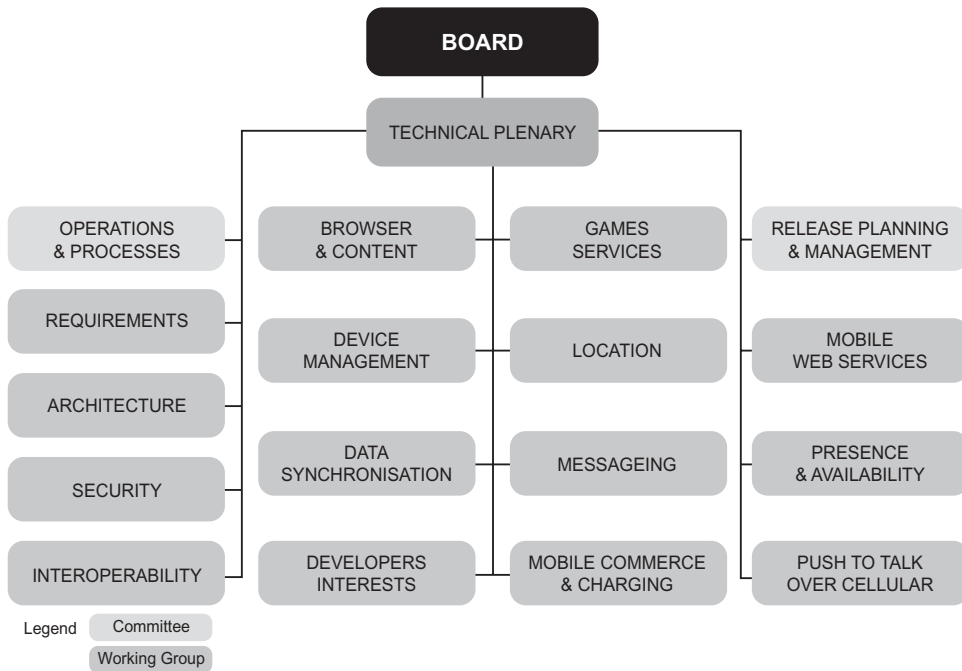 BOARD
TECHNICAL PLENARY
OPERATIONS
& PROCESSES
BROWSER
& CONTENT
GAMES
SERVICES
RELEASE PLANNING
& MANAGEMENT
REQUIREMENTS
DEVICE
MANAGEMENT
LOCATION
MOBILE
WEB SERVICES
ARCHITECTURE
DATA
SYNCHRONISATION
MESSAGEING
PRESENCE
& AVAILABILITY
SECURITY
INTEROPERABILITY
DEVELOPERS
INTERESTS
MOBILE COMMERCE
& CHARGING
PUSH TO TALK
OVER CELLULAR
Legend
Committee
Working Group